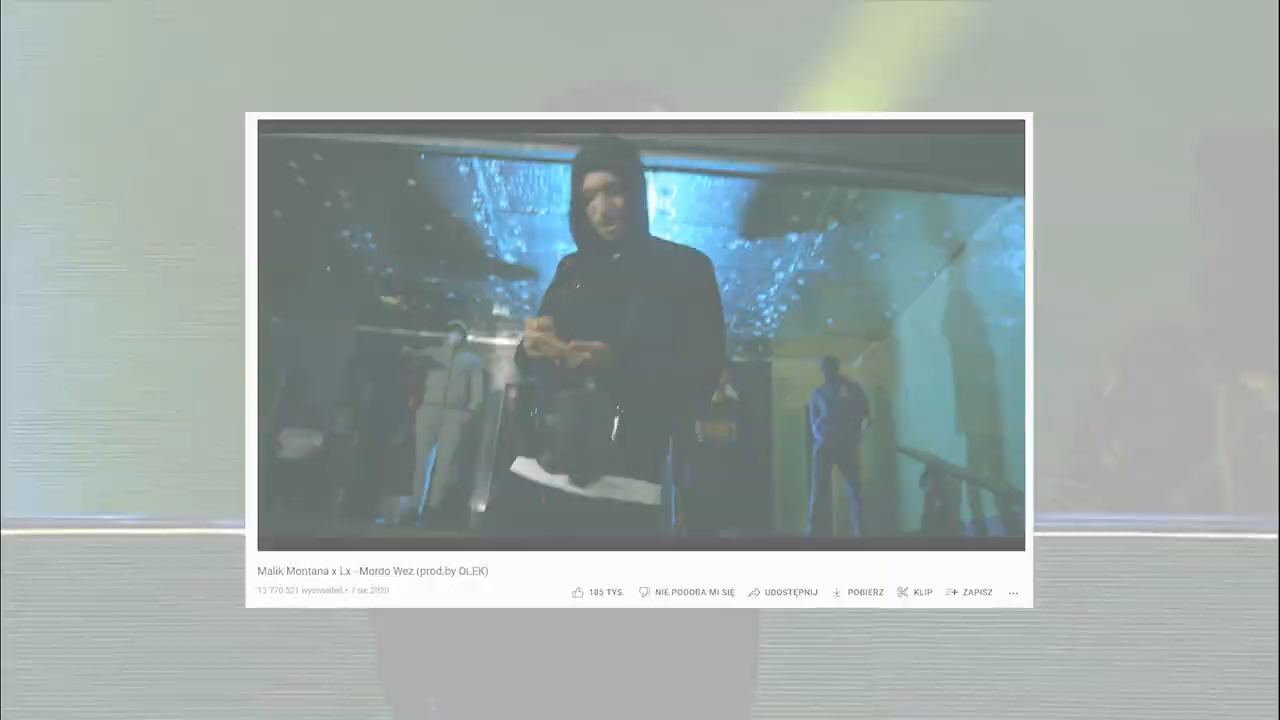 Malik Montana x Lx - Mordo Wez (prod.by OLEK)
13 770 521 wyświetleń • 7 sie 2020
185 TYS. NIE PODOBA MI SIĘ UDOSTĘPNIJ POBIERZ KLIP ZAPISZ ...